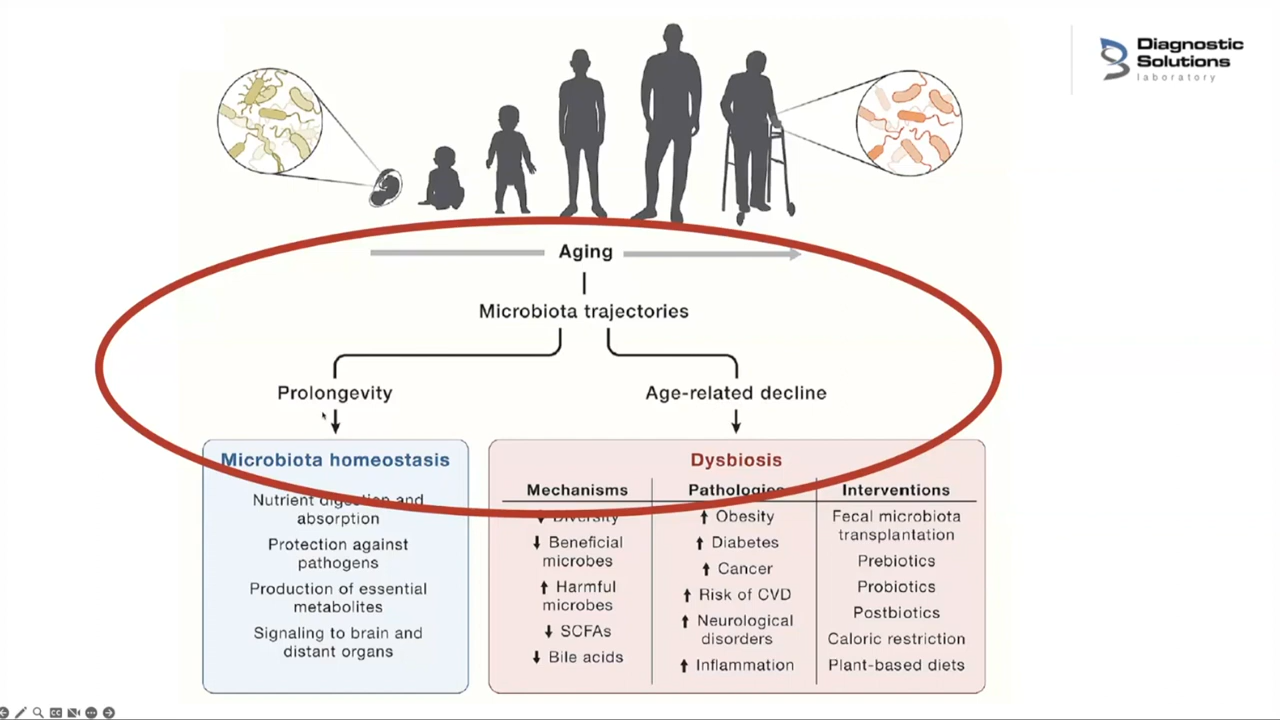 Diagnostic
Solutions
laboratory
Aging
Microbiota trajectories
Prolongevity
Age-related decline
Microbiota homeostasis
Nutrient digestion and
absorption
Protection against
pathogens
Production of essential
metabolites
Signaling to brain and
distant organs
Dysbiosis
Mechanisms
Diversity
Beneficial
microbes
Harmful
microbes
SCFAs
Bile acids
Pathologies
Obesity
Diabetes
Cancer
Risk of CVD
Neurological
disorders
Inflammation
Interventions
Fecal microbiota
transplantation
Prebiotics
Probiotics
Postbiotics
Caloric restriction
Plant-based diets
CC